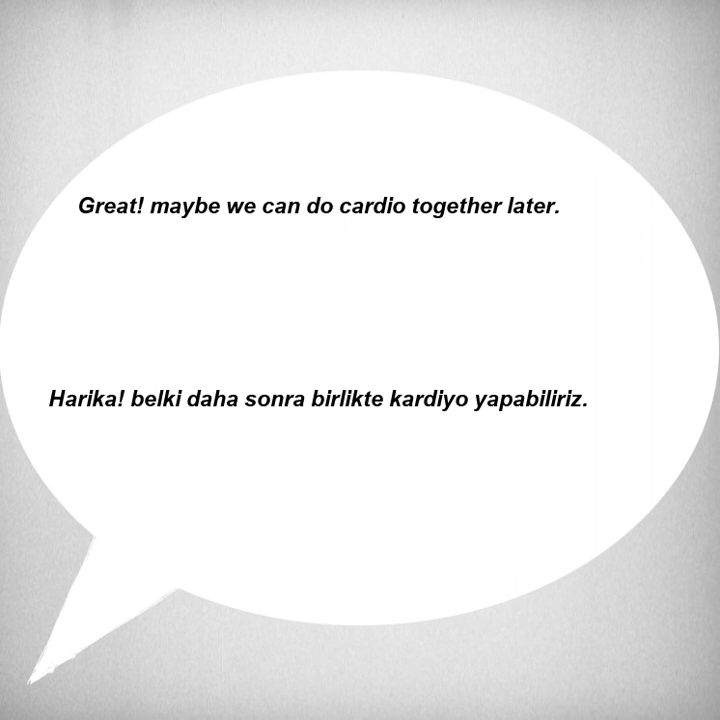 Great! maybe we can do cardio together later.
Harika! belki daha sonra birlikte kardiyo yapabiliriz.